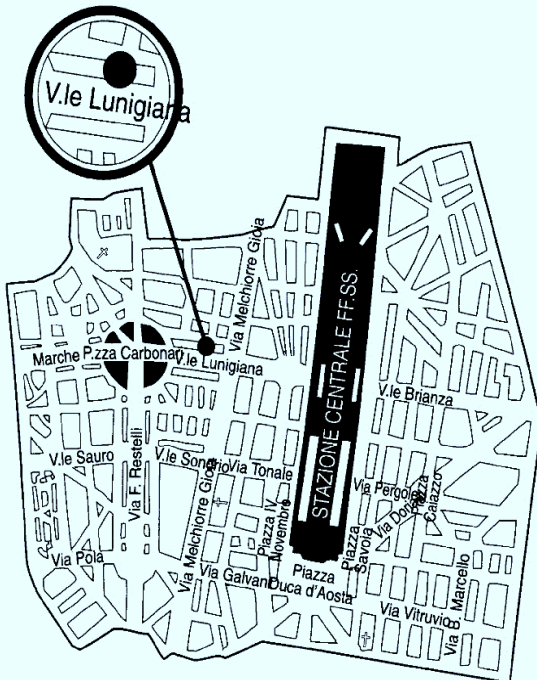 V.le Lunigiana
Via Melchiorre Gioia
STAZIONE CENTRALE FF.SS.
Marche
P.zza Carbonari
V.le Lunigiana
V.le Brianza
V.le Sauro
Via F. Restelli
V.le Sondrio
Via Tonale
Via Pergolesi
Via Donà
Piazza
Caiazzo
Via Melchiorre Gioia
Piazza IV
Novembre
Via Pola
Via Galvani
Piazza
Duca d'Aosta
Piazza
Savoia
Via Vitruvio
Via B. Marcello